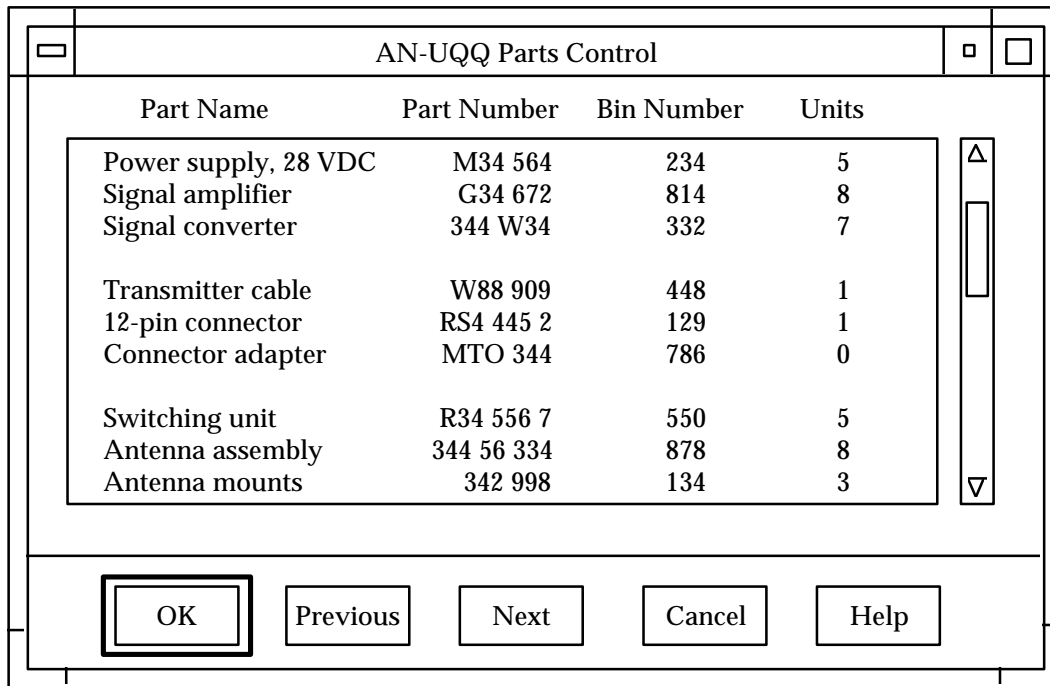 AN-UQQ Parts Control
Part Name Part Number Bin Number Units
Power supply, 28 VDC M34 564 234 5
Signal amplifier G34 672 814 8
Signal converter 344 W34 332 7
Transmitter cable W88 909 448 1
12-pin connector RS4 445 2 129 1
Connector adapter MTO 344 786 0
Switching unit R34 556 7 550 5
Antenna assembly 344 56 334 878 8
Antenna mounts 342 998 134 3
OK Previous Next Cancel Help